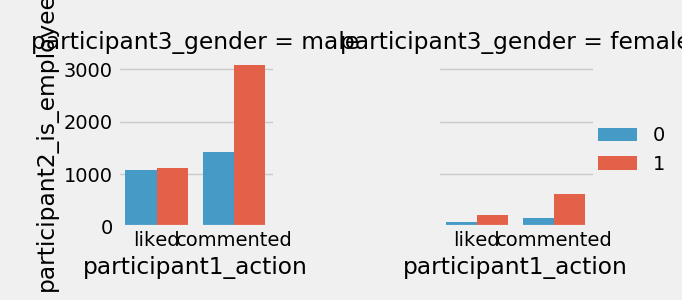 participant3_gender = male
participant3_gender = female
participant2_is_employee
3000
2000
1000
0
0
1
liked
commented
liked
commented
participant1_action
participant1_action